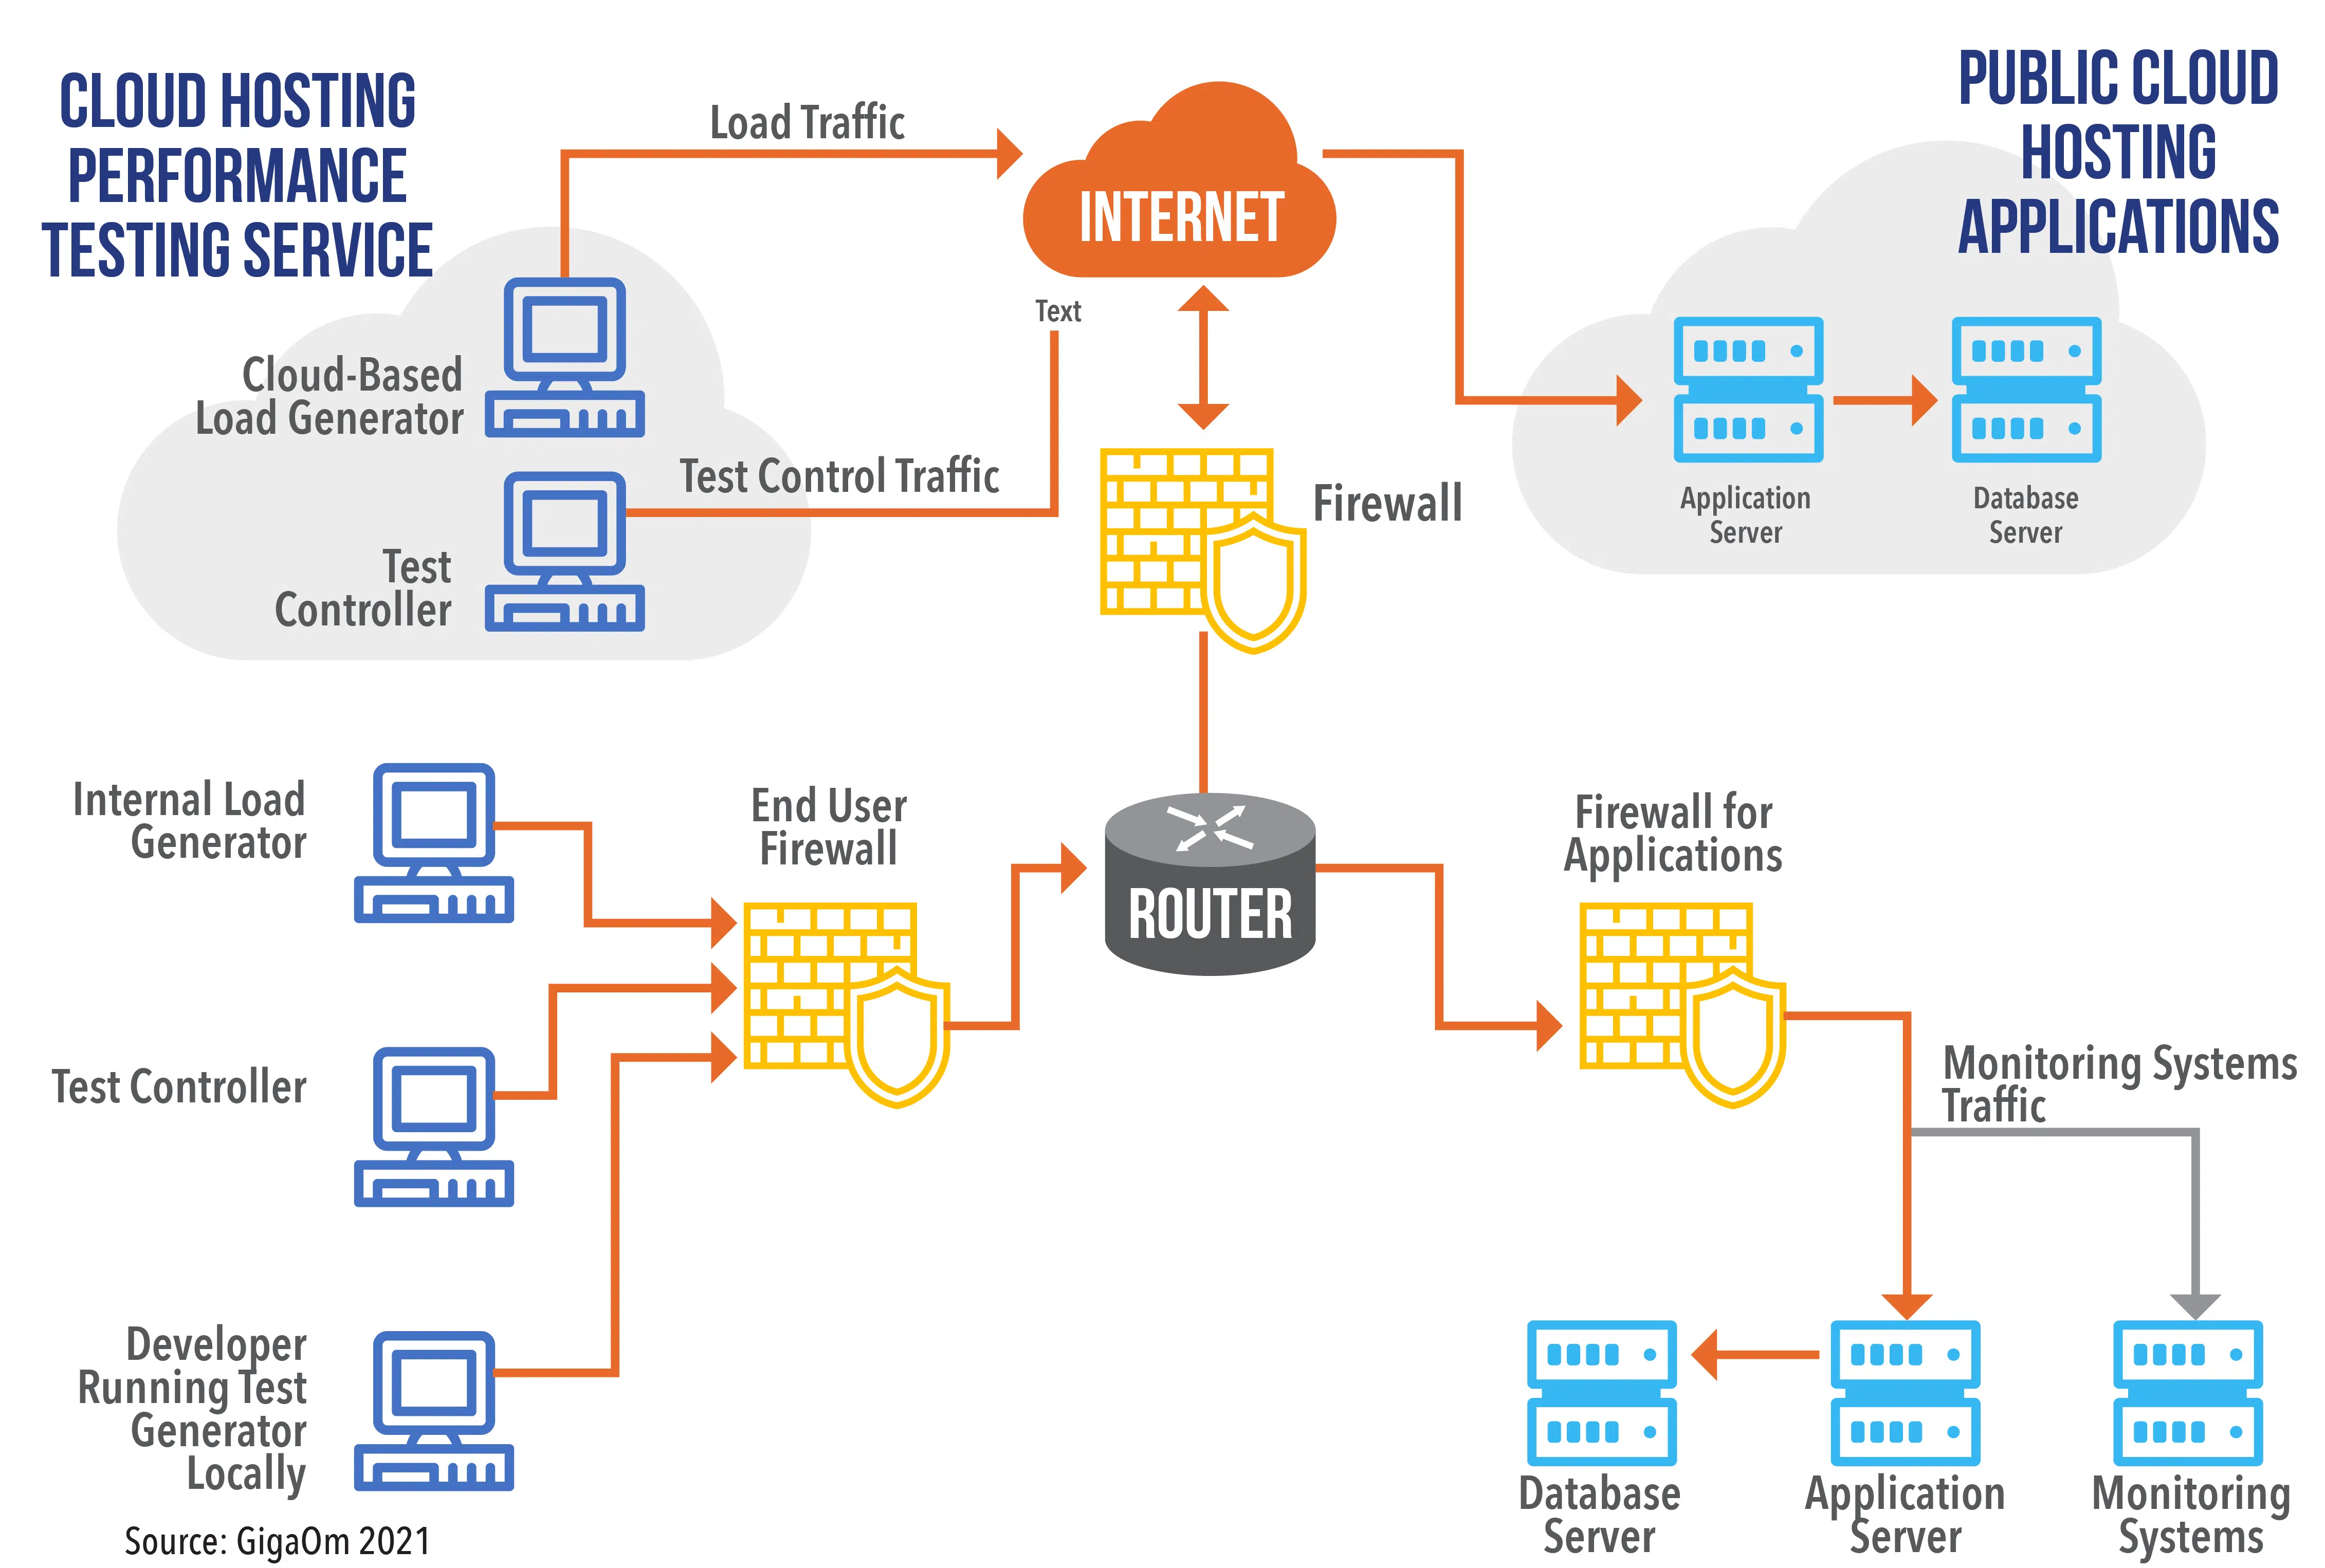 CLOUD HOSTING
PERFORMANCE
TESTING SERVICE
Load Traffic
INTERNET
PUBLIC CLOUD
HOSTING
APPLICATIONS
Text
Cloud-Based
Load Generator
Test Control Traffic
Test
Controller
Firewall
Application
Server
Database
Server
Internal Load
Generator
End User
Firewall
ROUTER
Firewall for
Applications
Test Controller
Monitoring Systems
Traffic
Developer
Running Test
Generator
Locally
Database
Server
Application
Server
Monitoring
Systems
Source: GigaOm 2021